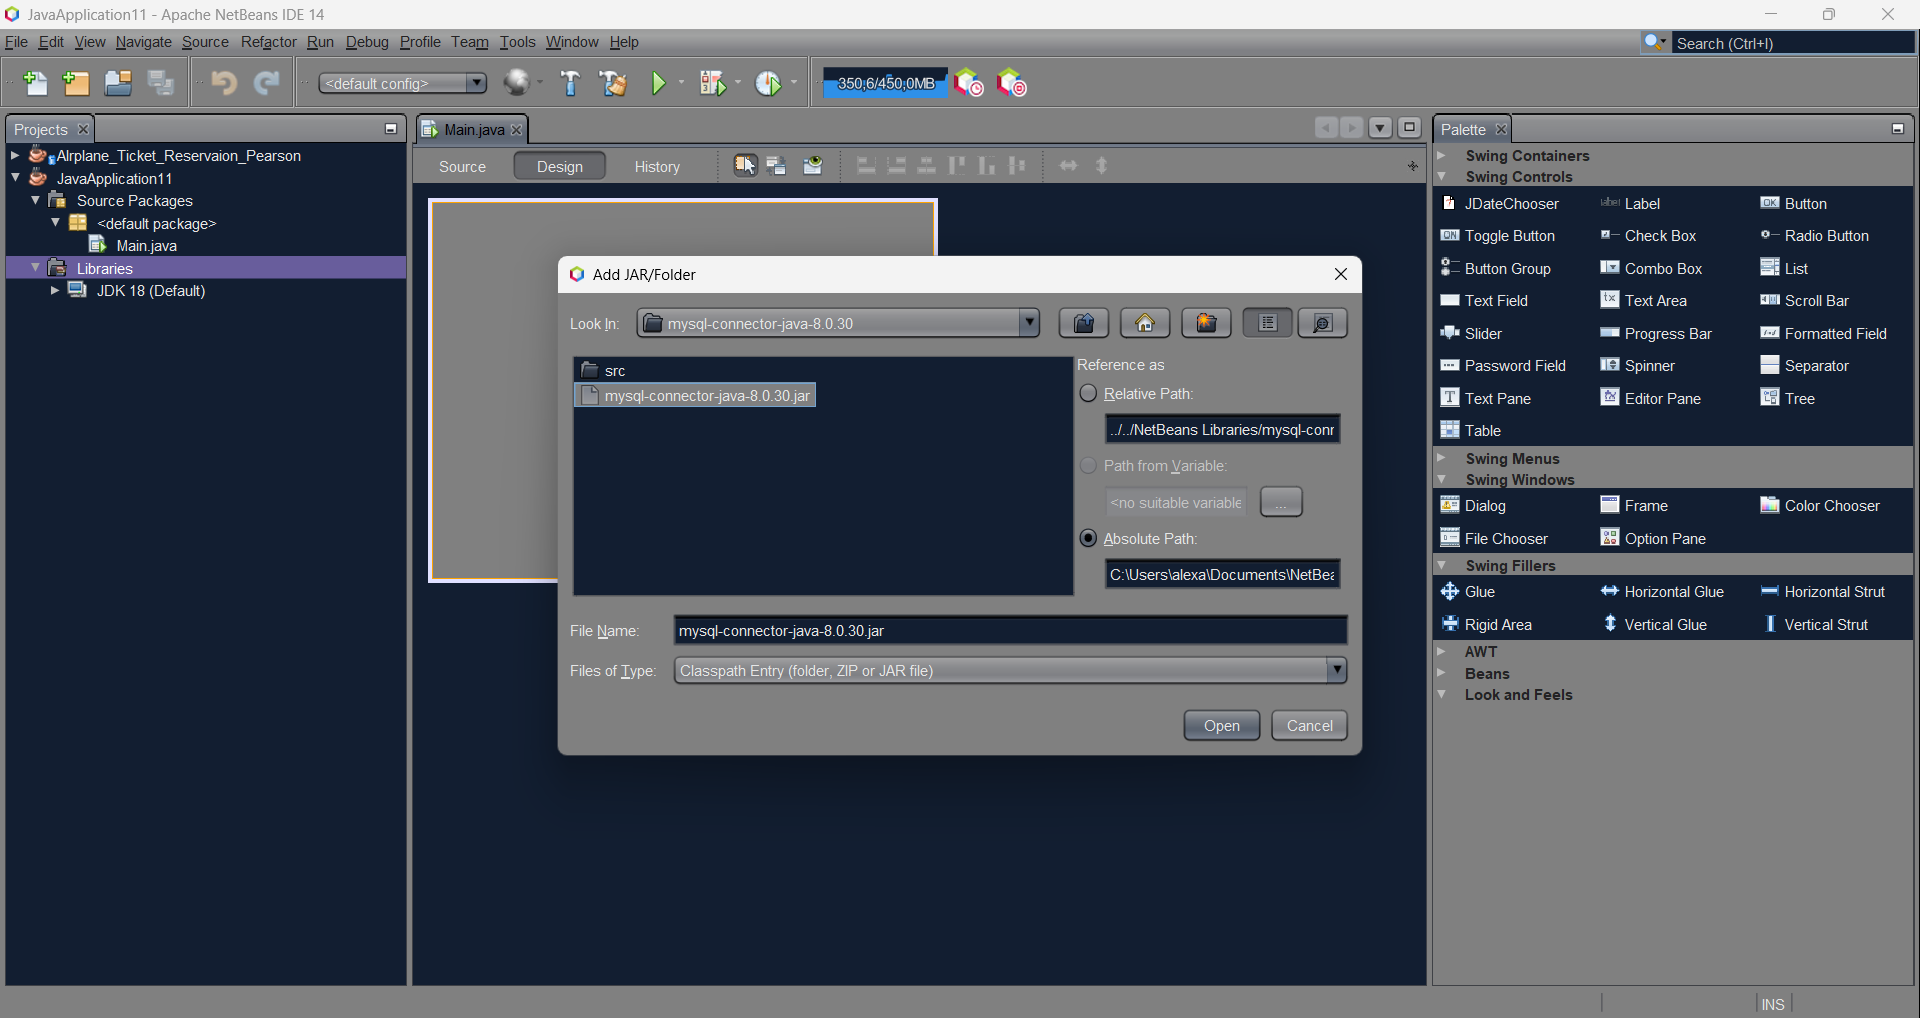 JavaApplication11 - Apache NetBeans IDE 14
File Edit View Navigate Source Refactor Run Debug Profile Team Tools Window Help
Search (Ctrl+I)
<default config>
350,6/450,0MB
Projects
AIrplane_Ticket_Reservaion_Pearson
JavaApplication11
Source Packages
<default package>
Main.java
Libraries
JDK 18 (Default)
Main.java
Source Design History
Add JAR/Folder
Look In: mysql-connector-java-8.0.30
src
mysql-connector-java-8.0.30.jar
Reference as
Relative Path:
../../NetBeans Libraries/mysql-conr
Path from Variable:
<no suitable variable
...
Absolute Path:
C:\Users\alexa\Documents\NetBea
File Name: mysql-connector-java-8.0.30.jar
Files of Type: Classpath Entry (folder, ZIP or JAR file)
Open Cancel
Palette
Swing Containers
Swing Controls
JDateChooser label Label OK Button
ON Toggle Button Check Box Radio Button
Button Group Combo Box List
Text Field tx Text Area Scroll Bar
Slider Progress Bar Formatted Field
Password Field Spinner Separator
T Text Pane Editor Pane Tree
Table
Swing Menus
Swing Windows
Dialog Frame Color Chooser
File Chooser Option Pane
Swing Fillers
Glue Horizontal Glue Horizontal Strut
Rigid Area Vertical Glue Vertical Strut
AWT
Beans
Look and Feels
INS